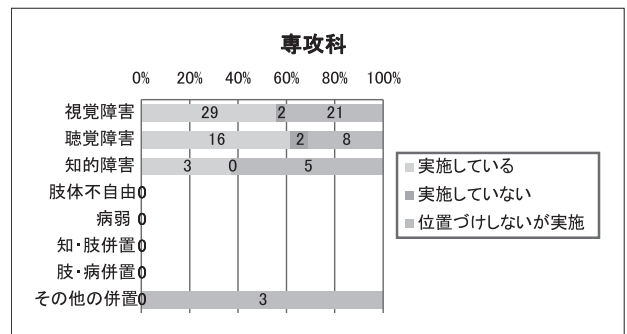 専攻科
0% 20% 40% 60% 80% 100%
視覚障害 29 2 21
聴覚障害 16 2 8
知的障害 3 0 5
肢体不自由 0
病弱 0
知・肢併置 0
肢・病併置 0
その他の併置 0 3
実施している
実施していない
位置づけしないが実施